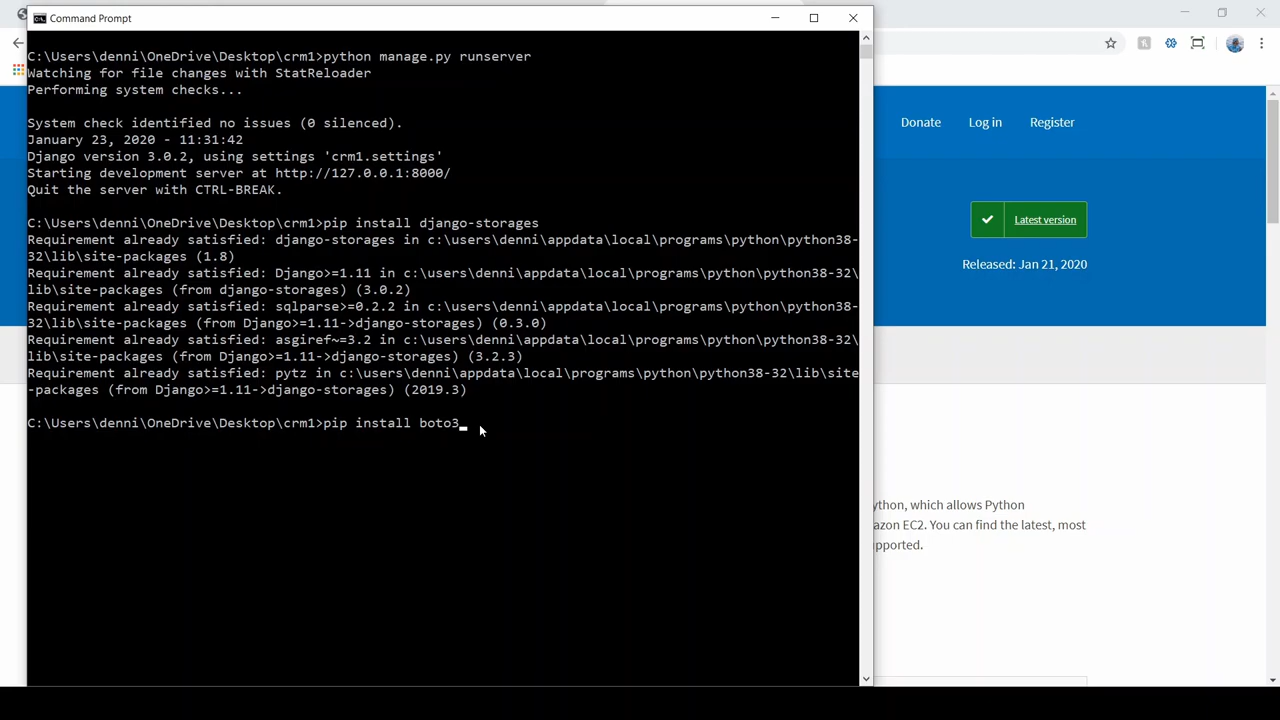 Command Prompt
C:\Users\denni\OneDrive\Desktop\crm1>python manage.py runserver
Watching for file changes with StatReloader
Performing system checks...
System check identified no issues (0 silenced).
January 23, 2020 - 11:31:42
Django version 3.0.2, using settings 'crm1.settings'
Starting development server at http://127.0.0.1:8000/
Quit the server with CTRL-BREAK.
C:\Users\denni\OneDrive\Desktop\crm1>pip install django-storages
Requirement already satisfied: django-storages in c:\users\denni\appdata\local\programs\python\python38-
32\lib\site-packages (1.8)
Requirement already satisfied: Django>=1.11 in c:\users\denni\appdata\local\programs\python\python38-32\
lib\site-packages (from django-storages) (3.0.2)
Requirement already satisfied: sqlparse>=0.2.2 in c:\users\denni\appdata\local\programs\python\python38-
32\lib\site-packages (from Django>=1.11->django-storages) (0.3.0)
Requirement already satisfied: asgiref~=3.2 in c:\users\denni\appdata\local\programs\python\python38-32\
lib\site-packages (from Django>=1.11->django-storages) (3.2.3)
Requirement already satisfied: pytz in c:\users\denni\appdata\local\programs\python\python38-32\lib\site
-packages (from Django>=1.11->django-storages) (2019.3)
C:\Users\denni\OneDrive\Desktop\crm1>pip install boto3
Donate Log in Register
Latest version
Released: Jan 21, 2020
ython, which allows Python
azon EC2. You can find the latest, most
pported.